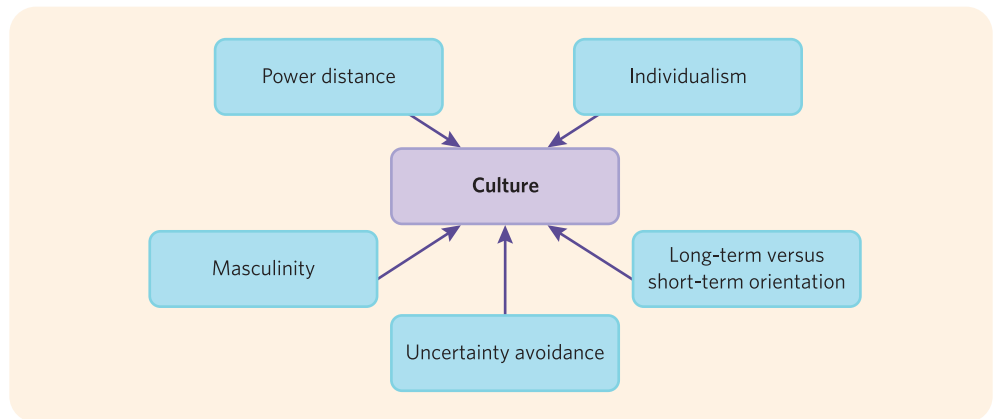 Power distance
Individualism
Culture
Masculinity
Long-term versus
short-term orientation
Uncertainty avoidance